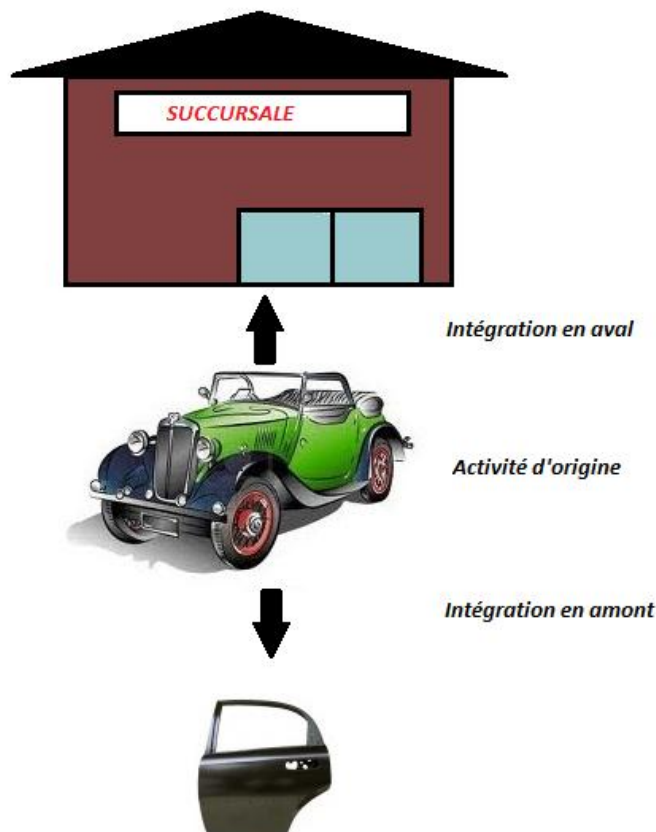 SUCCURSALE
Intégration en aval
Activité d'origine
Intégration en amont